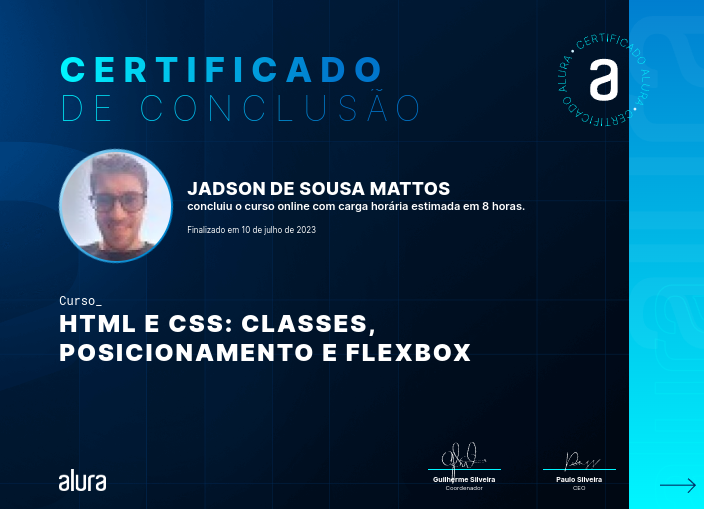 CERTIFICADO
DE CONCLUSÃO
CERTIFICADO ALURA • CERTIFICADO ALURA •
a
JADSON DE SOUSA MATTOS
concluiu o curso online com carga horária estimada em 8 horas.
Finalizado em 10 de julho de 2023
Curso_
HTML E CSS: CLASSES,
POSICIONAMENTO E FLEXBOX
alura
Guilherme Silveira
Coordenador
Paulo Silveira
CEO